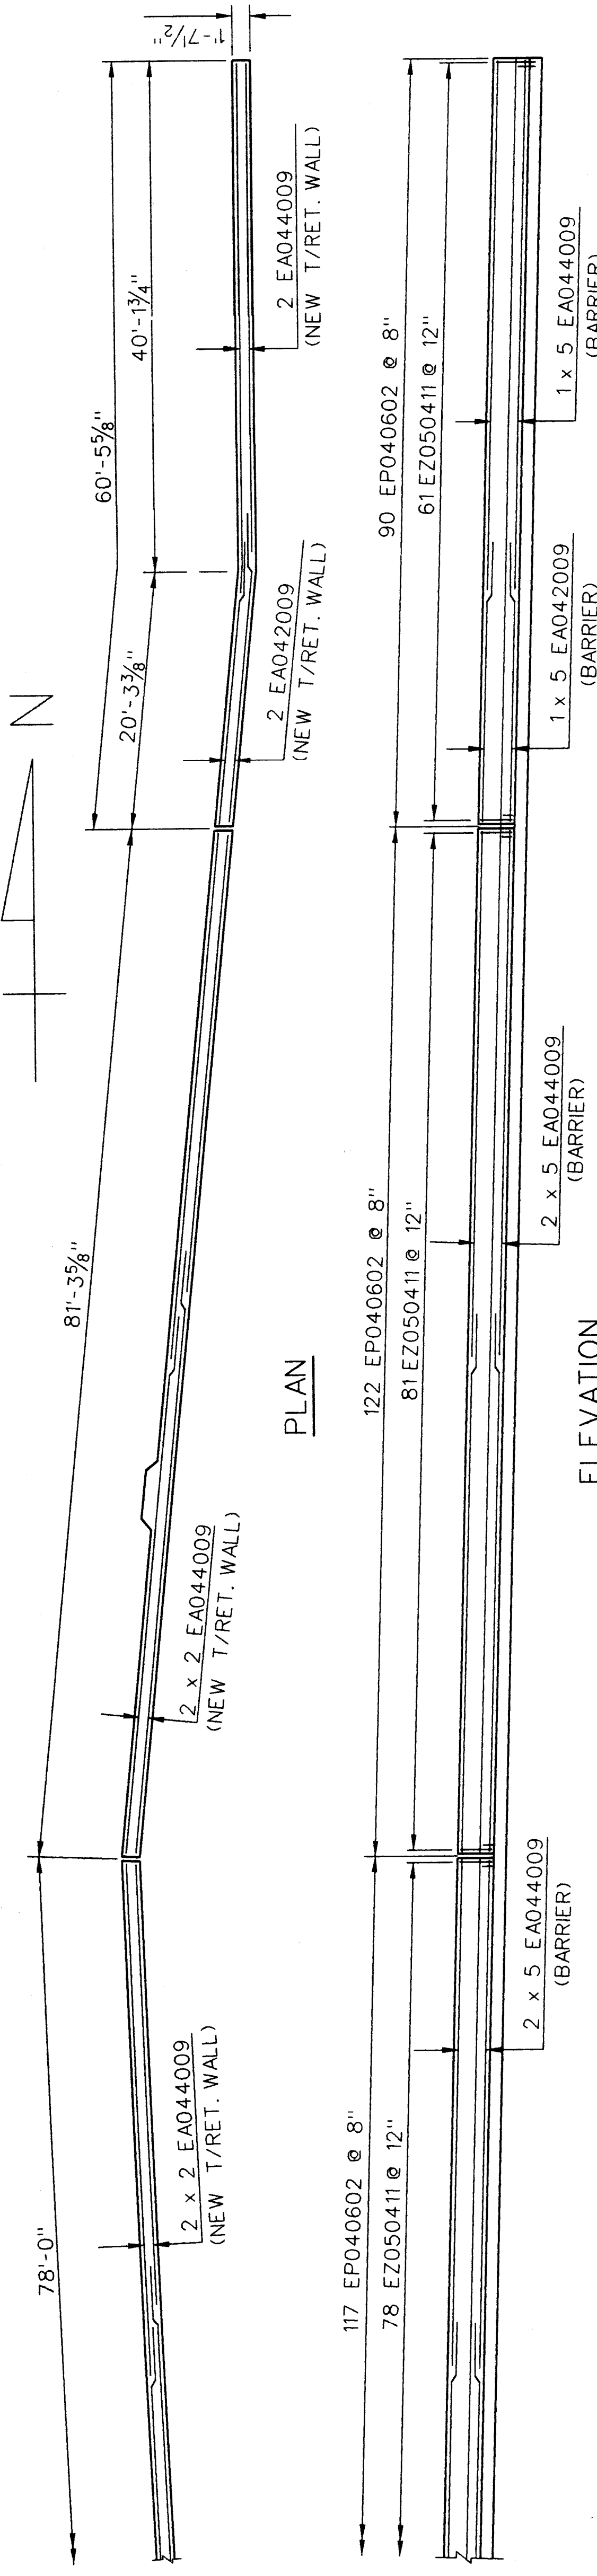 N
78'-0"
81'-3⅝"
20'-3⅜"
60'-5⅝"
40'-1¾"
1'-7½"
2 x 2 EA044009
(NEW T/RET. WALL)
2 x 2 EA044009
(NEW T/RET. WALL)
2 EA042009
(NEW T/RET. WALL)
2 EA044009
(NEW T/RET. WALL)
PLAN
117 EP040602 @ 8"
78 EZ050411 @ 12"
122 EP040602 @ 8"
81 EZ050411 @ 12"
90 EP040602 @ 8"
61 EZ050411 @ 12"
2 x 5 EA044009
(BARRIER)
2 x 5 EA044009
(BARRIER)
1 x 5 EA042009
(BARRIER)
1 x 5 EA044009
(BARRIER)
ELEVATION